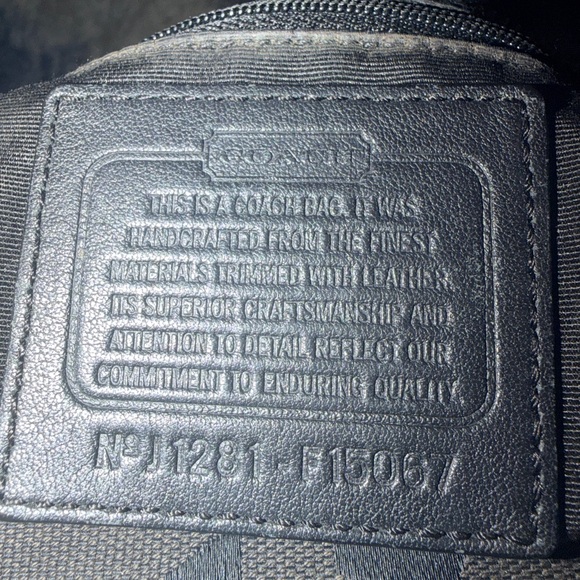 COACH
THIS IS A COACH BAG. IT WAS
HANDCRAFTED FROM THE FINEST
MATERIALS TRIMMED WITH LEATHER.
ITS SUPERIOR CRAFTSMANSHIP AND
ATTENTION TO DETAIL REFLECT OUR
COMMITMENT TO ENDURING QUALITY.
Nº J1281-F15067